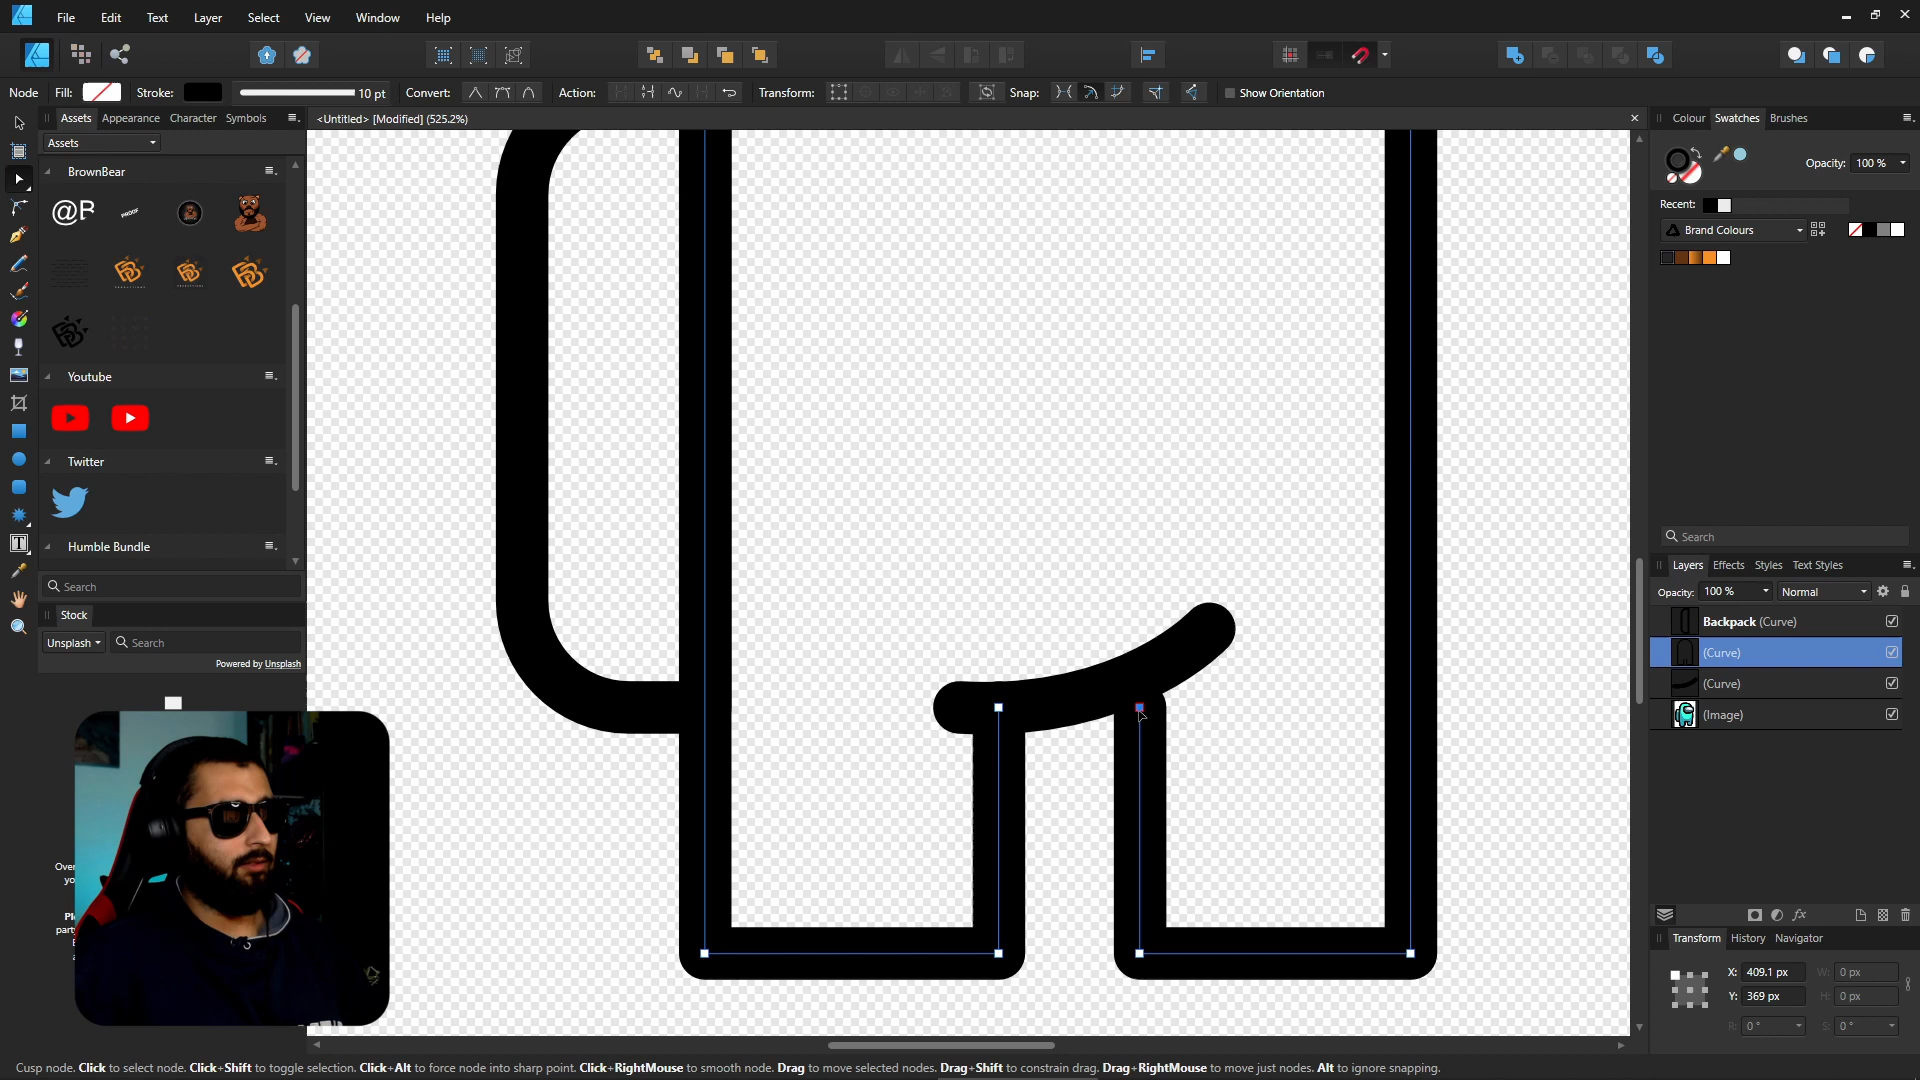 File Edit Text Layer Select View Window Help
Node Fill: Stroke: 10 pt Convert: Action: Transform: Snap: Show Orientation
Assets Appearance Character Symbols
<Untitled> [Modified] (525.2%)
Assets
BrownBear
@B
PROOF
Youtube
Twitter
Humble Bundle
Search
Stock
Unsplash
Search
Powered by Unsplash
Colour Swatches Brushes
Opacity: 100 %
Recent:
Brand Colours
Search
Layers Effects Styles Text Styles
Opacity: 100 % Normal
Backpack (Curve)
(Curve)
(Curve)
(Image)
Transform History Navigator
X: 409.1 px W: 0 px
Y: 369 px H: 0 px
R: 0 ° S: 0 °
Cusp node. Click to select node. Click+Shift to toggle selection. Click+Alt to force node into sharp point. Click+RightMouse to smooth node. Drag to move selected nodes. Drag+Shift to constrain drag. Drag+RightMouse to move just nodes. Alt to ignore snapping.